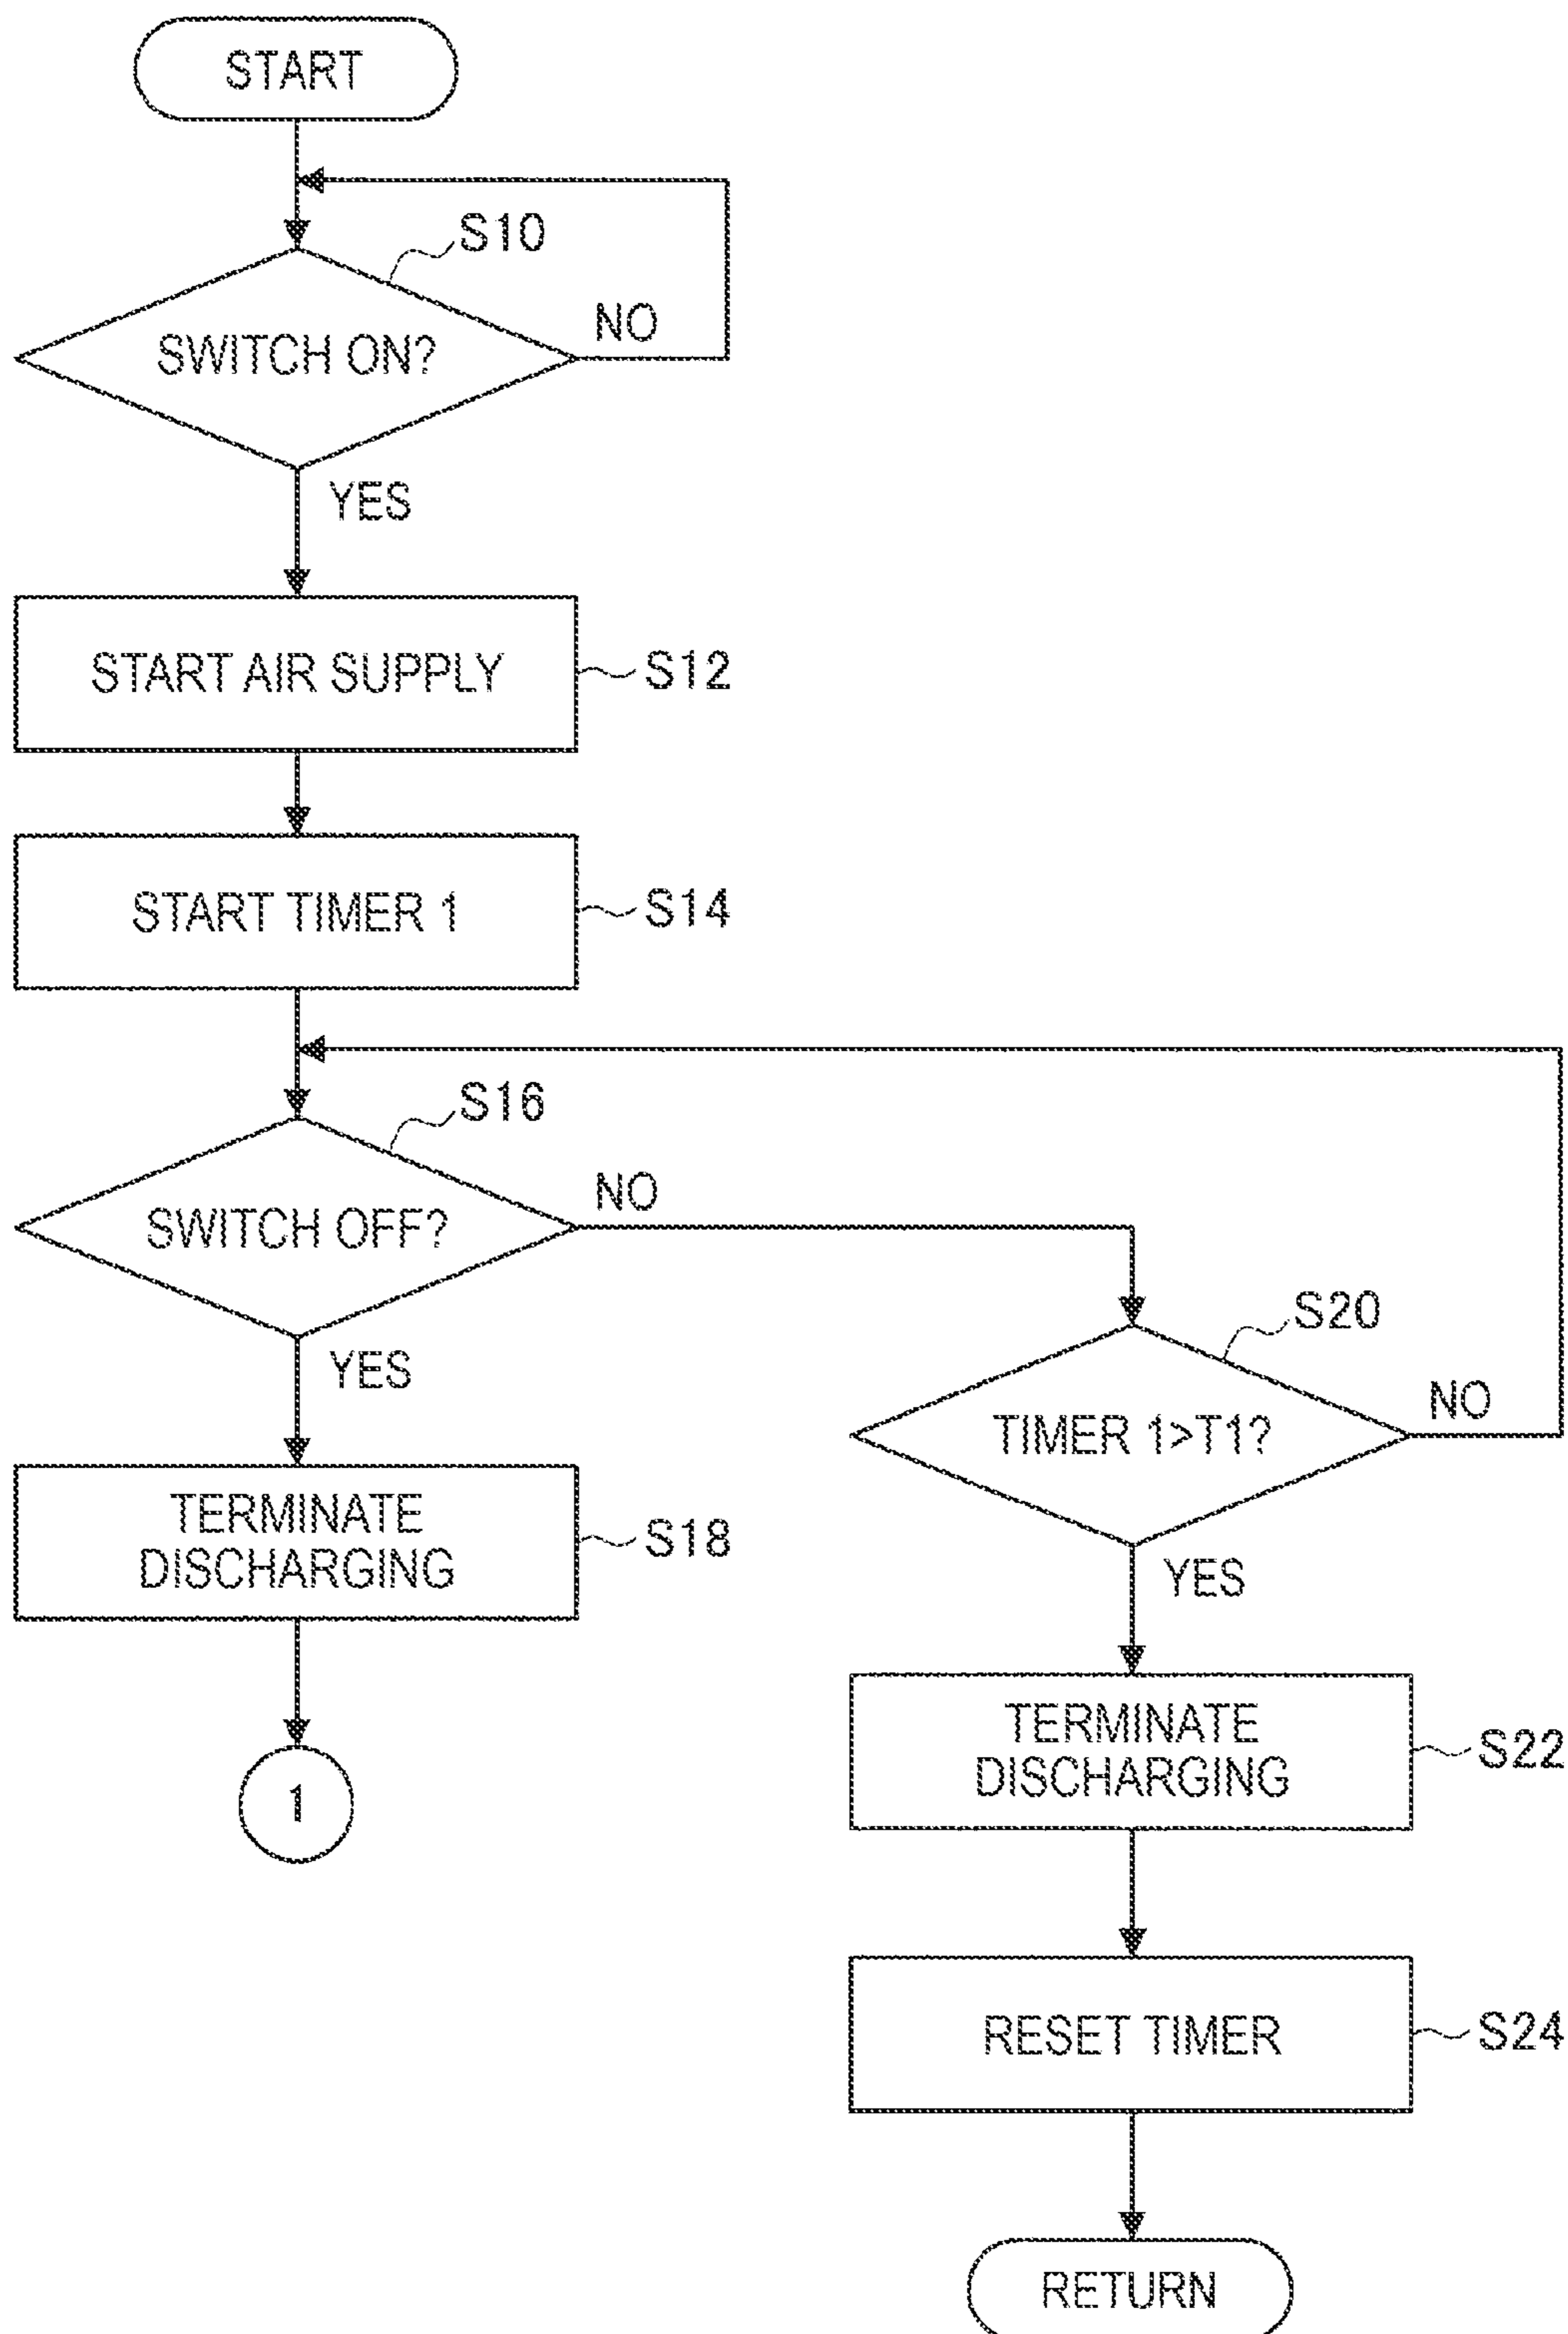 START
S10
SWITCH ON?
NO
YES
START AIR SUPPLY
S12
START TIMER 1
S14
S16
SWITCH OFF?
NO
YES
TERMINATE
DISCHARGING
S18
1
S20
TIMER 1>T1?
NO
YES
TERMINATE
DISCHARGING
S22
RESET TIMER
S24
RETURN